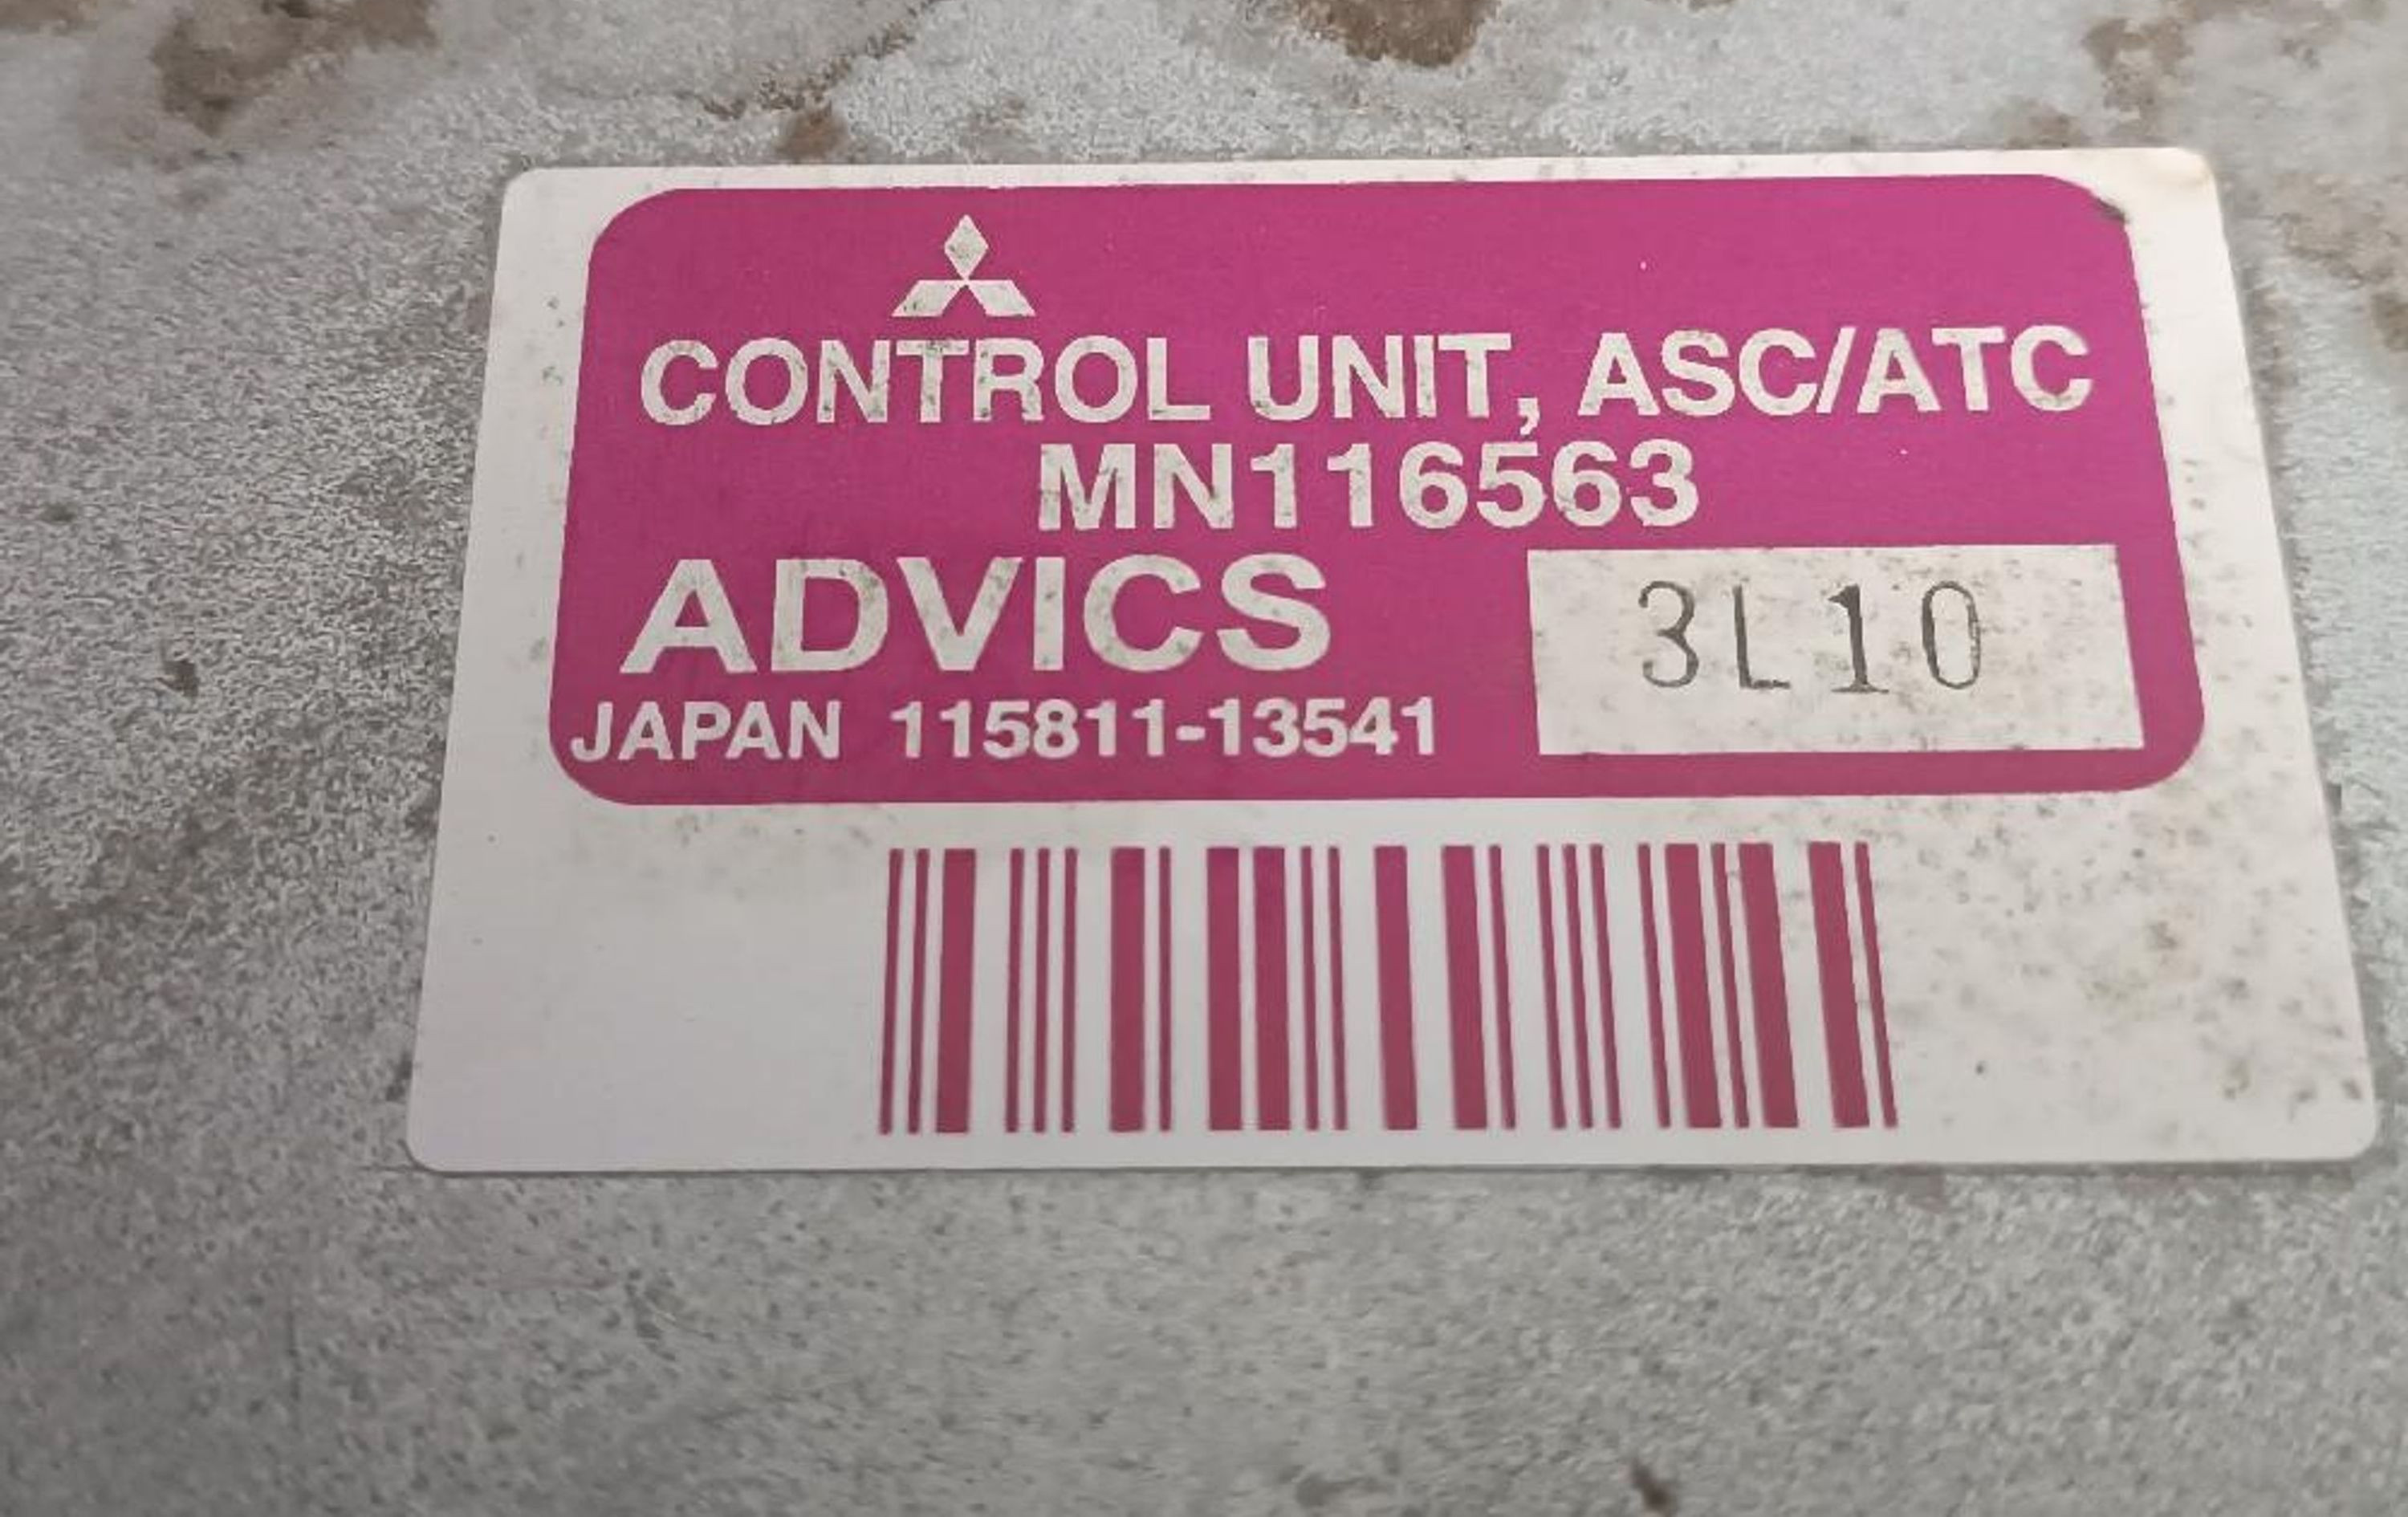 CONTROL UNIT, ASC/ATC
MN116563
ADVICS
3L10
JAPAN 115811-13541